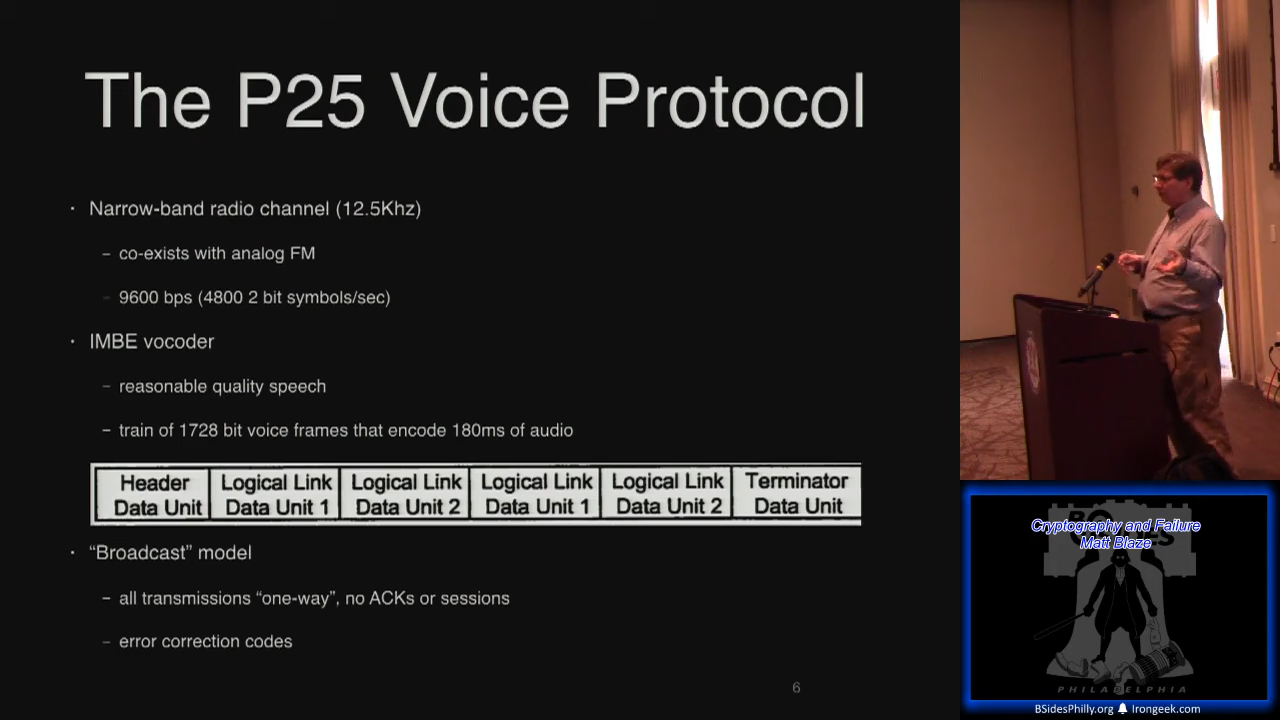 The P25 Voice Protocol
· Narrow-band radio channel (12.5Khz)
– co-exists with analog FM
– 9600 bps (4800 2 bit symbols/sec)
· IMBE vocoder
– reasonable quality speech
– train of 1728 bit voice frames that encode 180ms of audio
Header Data Unit
Logical Link Data Unit 1
Logical Link Data Unit 2
Logical Link Data Unit 1
Logical Link Data Unit 2
Terminator Data Unit
· “Broadcast” model
– all transmissions “one-way”, no ACKs or sessions
– error correction codes
6
Cryptography and Failure
Matt Blaze
PHILADELPHIA
BSidesPhilly.org
Irongeek.com